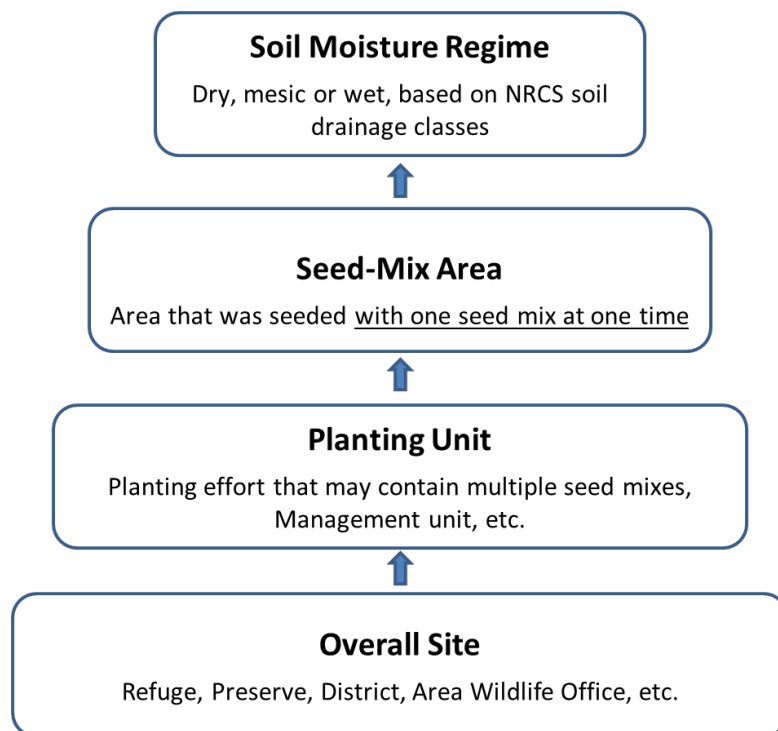 Soil Moisture Regime
Dry, mesic or wet, based on NRCS soil
drainage classes
Seed-Mix Area
Area that was seeded with one seed mix at one time
Planting Unit
Planting effort that may contain multiple seed mixes,
Management unit, etc.
Overall Site
Refuge, Preserve, District, Area Wildlife Office, etc.